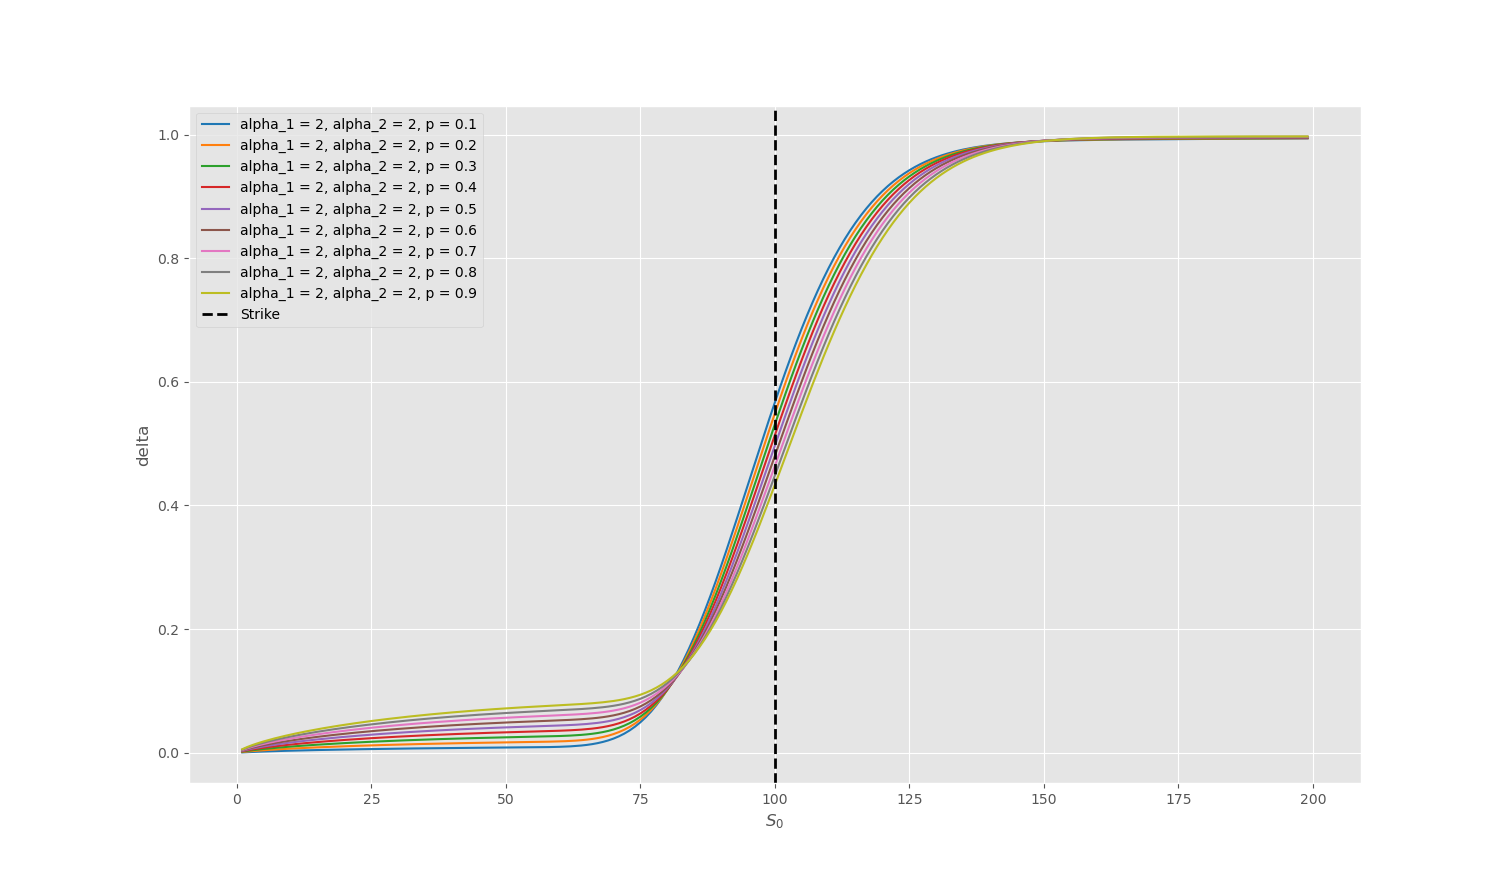 alpha_1 = 2, alpha_2 = 2, p = 0.1
alpha_1 = 2, alpha_2 = 2, p = 0.2
alpha_1 = 2, alpha_2 = 2, p = 0.3
alpha_1 = 2, alpha_2 = 2, p = 0.4
alpha_1 = 2, alpha_2 = 2, p = 0.5
alpha_1 = 2, alpha_2 = 2, p = 0.6
alpha_1 = 2, alpha_2 = 2, p = 0.7
alpha_1 = 2, alpha_2 = 2, p = 0.8
alpha_1 = 2, alpha_2 = 2, p = 0.9
Strike
1.0
0.8
0.6
0.4
0.2
0.0
delta
0 25 50 75 100 125 150 175 200
S₀